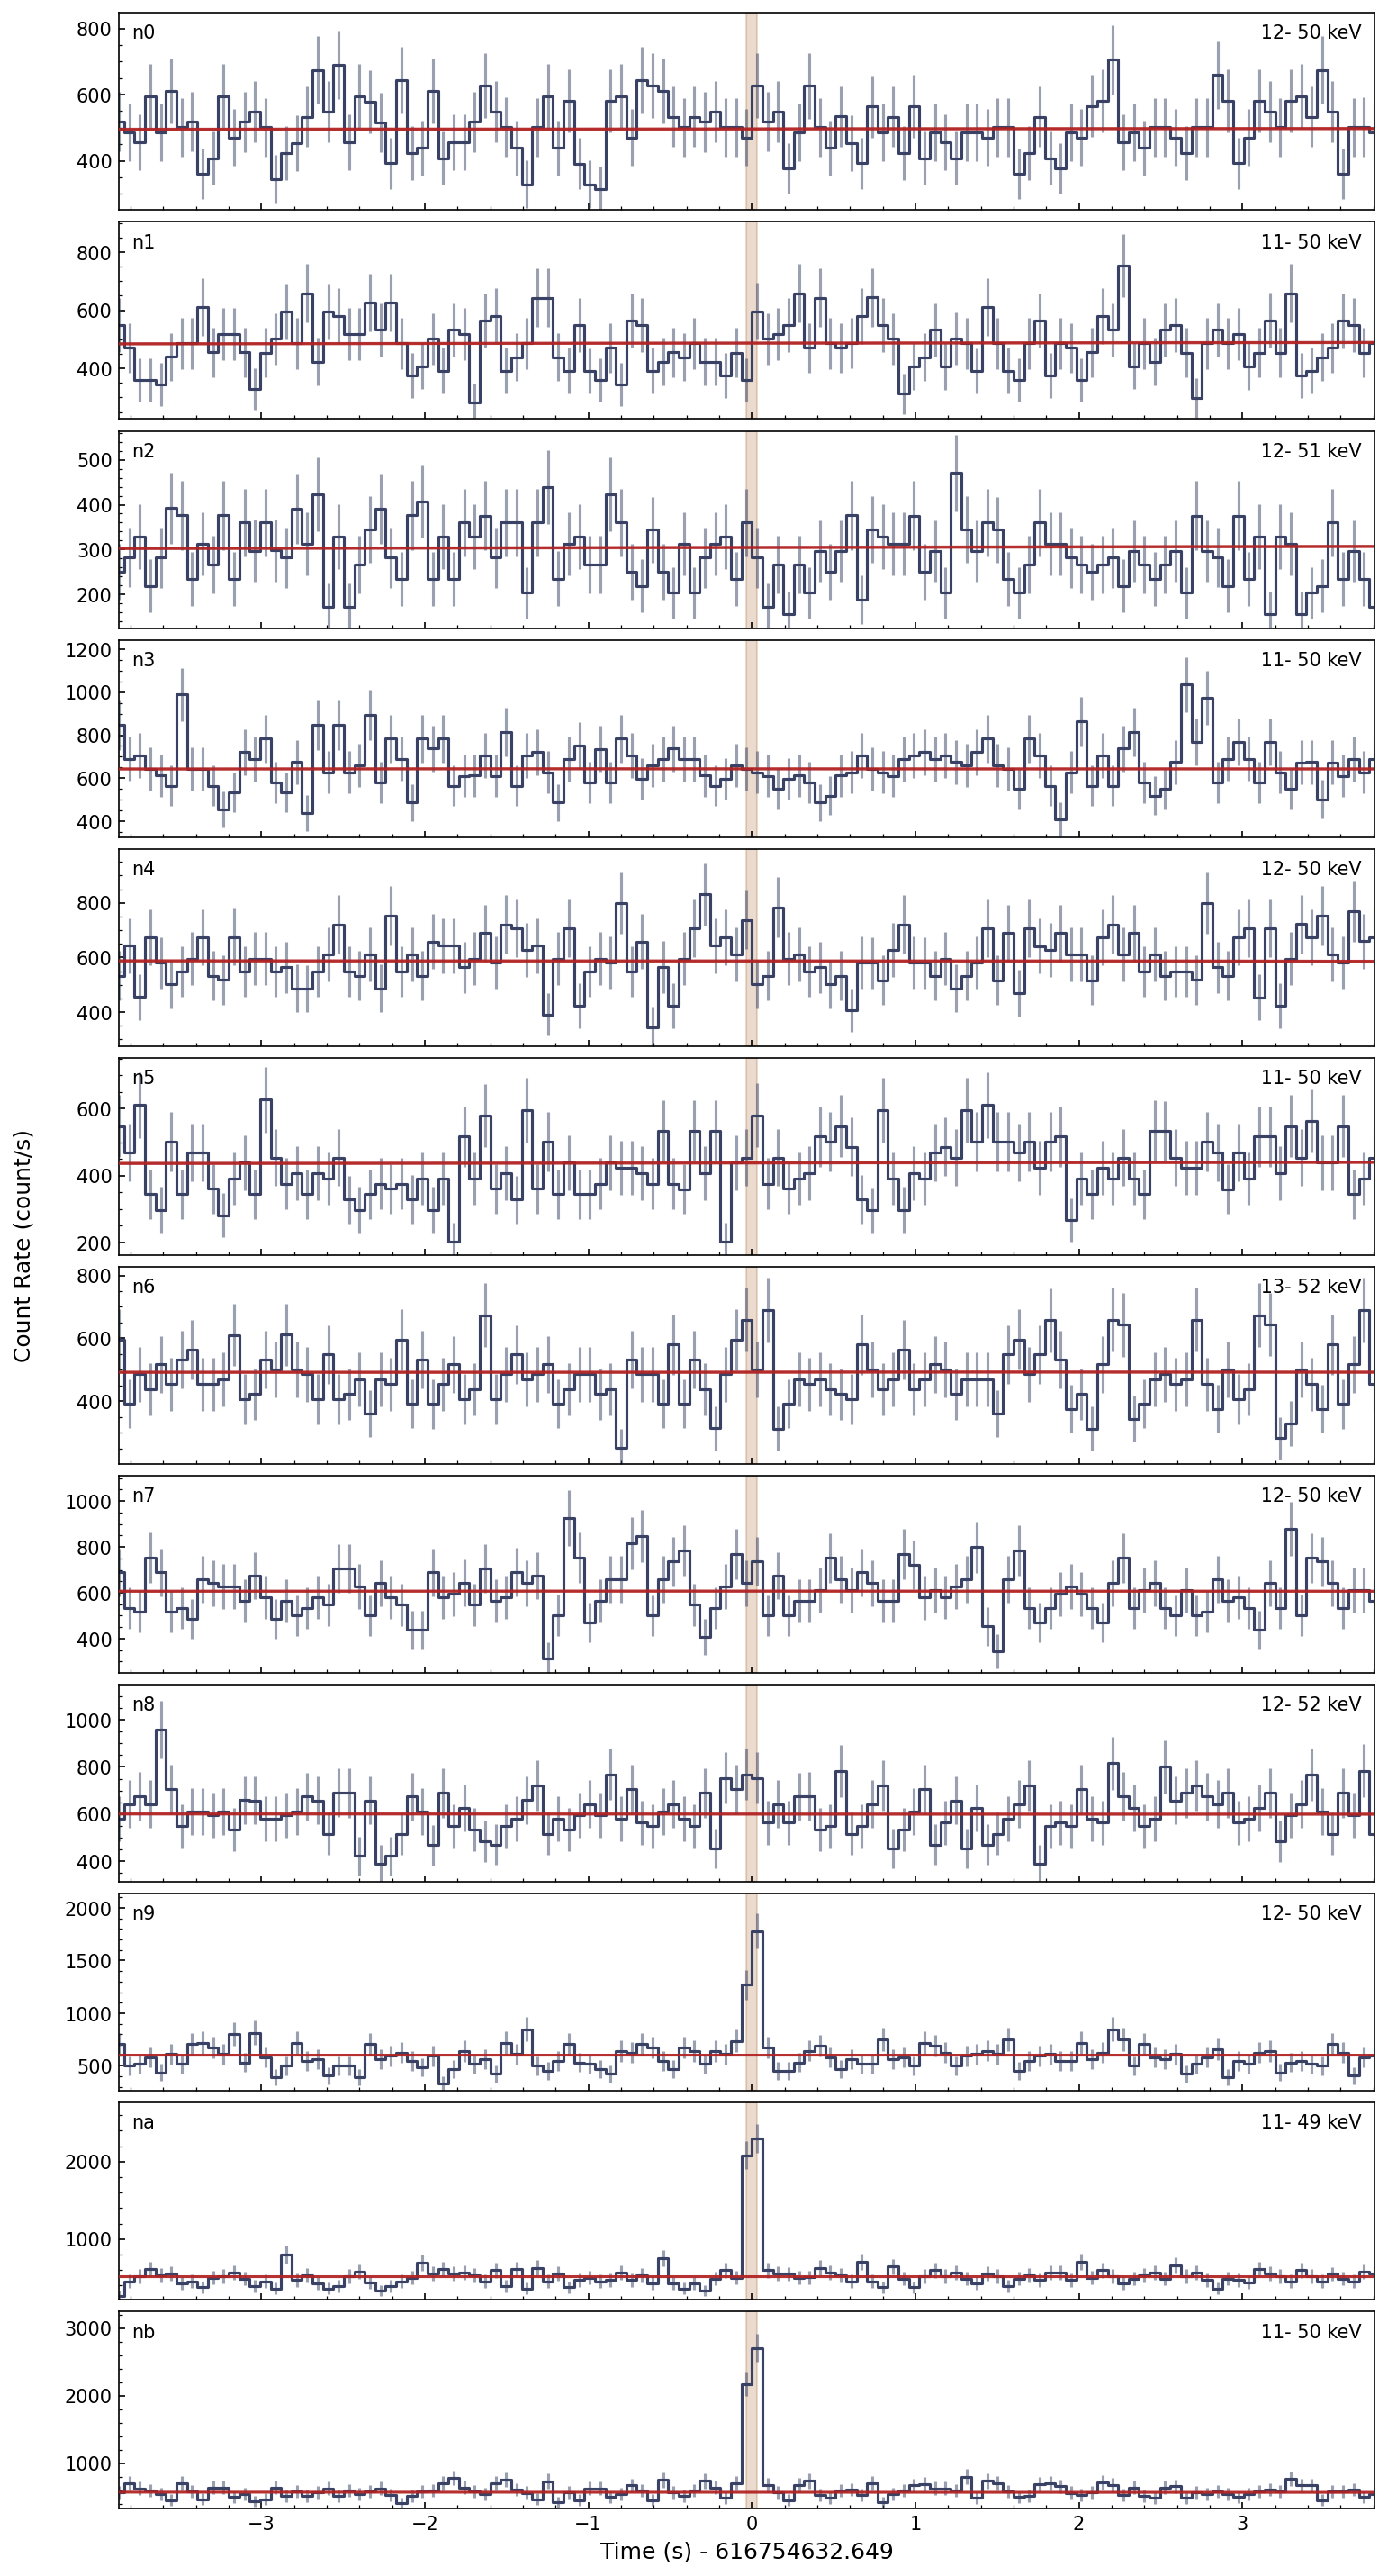 800
n0
12- 50 keV
600
400
n1
11- 50 keV
800
600
400
n2
12- 51 keV
500
400
300
200
1200
n3
11- 50 keV
1000
800
600
400
n4
12- 50 keV
800
600
400
n5
11- 50 keV
600
400
200
800
n6
13- 52 keV
600
400
n7
12- 50 keV
1000
800
600
400
n8
12- 52 keV
1000
800
600
400
2000
n9
12- 50 keV
1500
1000
500
na
11- 49 keV
2000
1000
3000
nb
11- 50 keV
2000
1000
−3 −2 −1 0 1 2 3
Time (s) - 616754632.649
Count Rate (count/s)